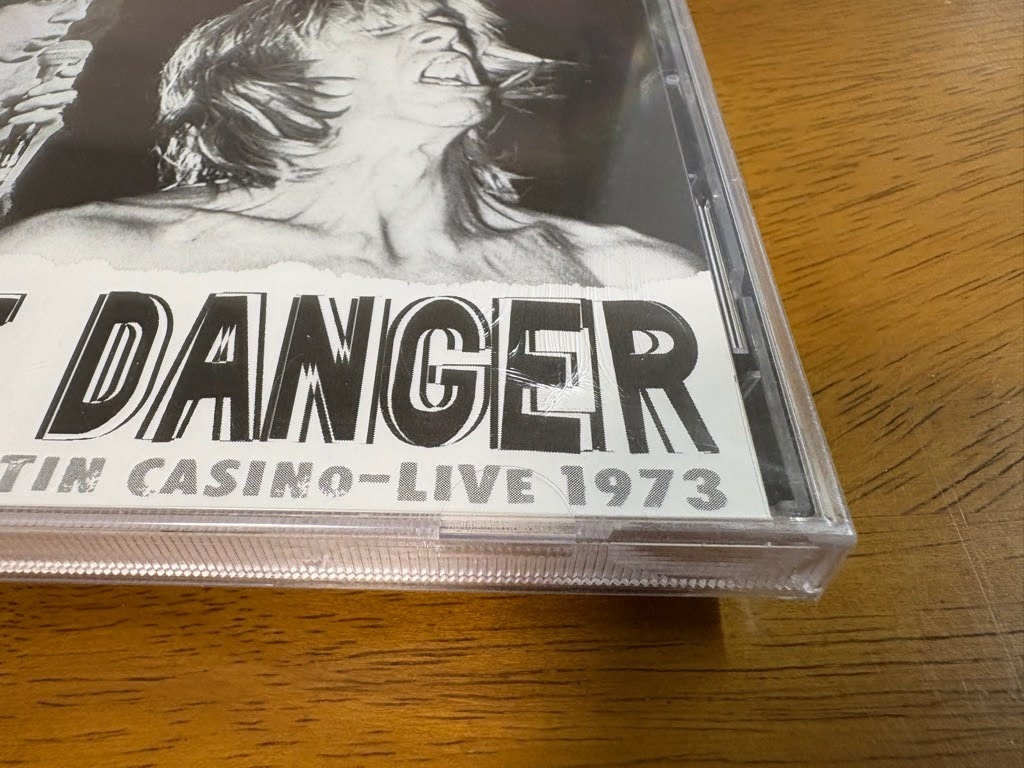 DANGER
TIN CASINO-LIVE 1973